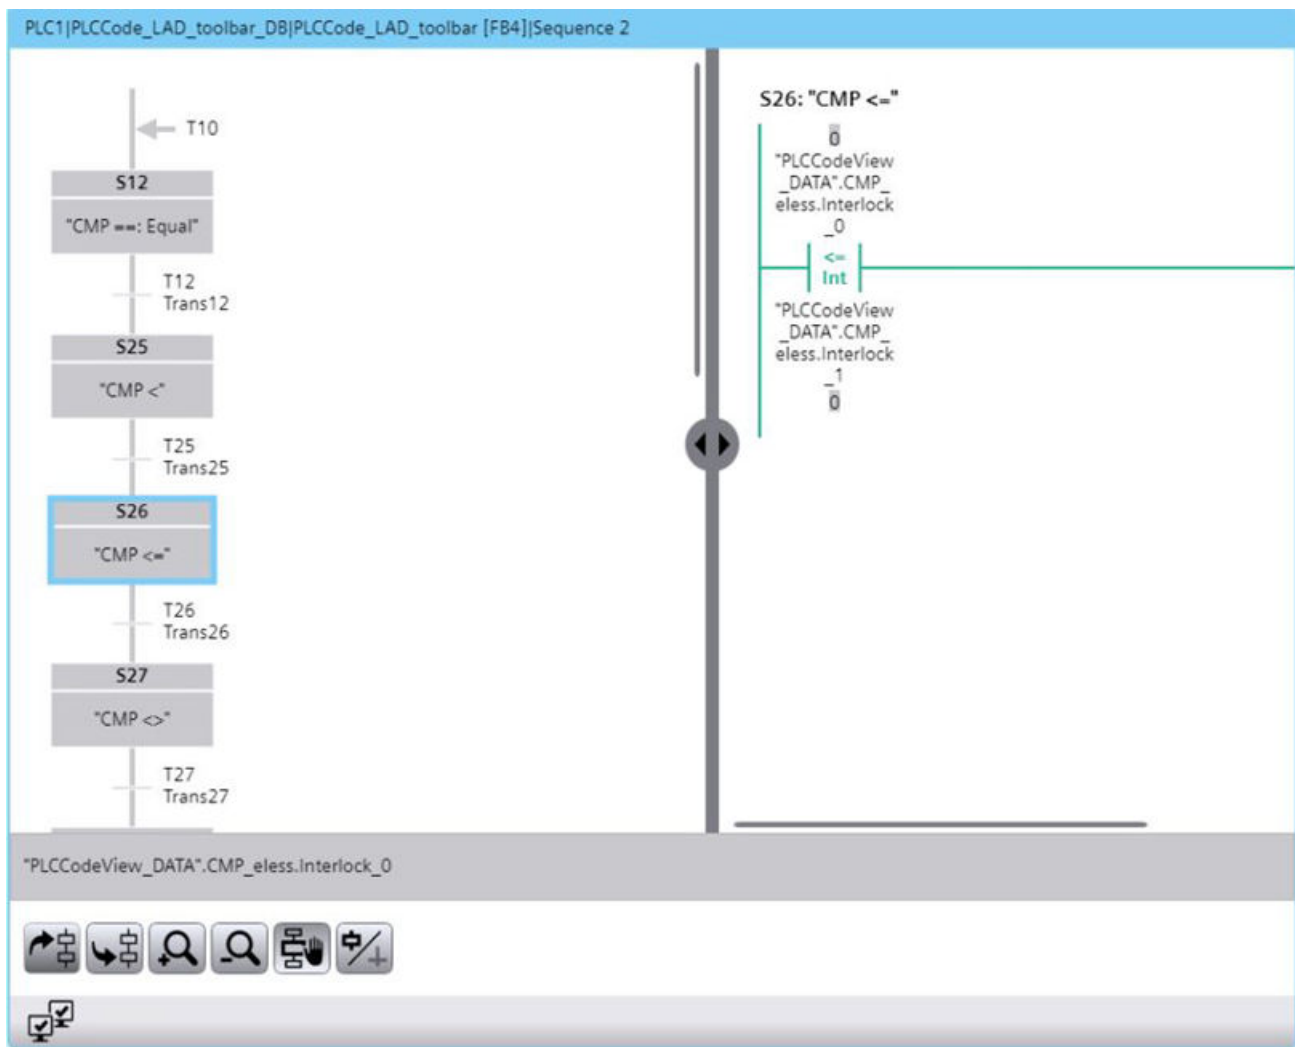 PLC1|PLCCode_LAD_toolbar_DB|PLCCode_LAD_toolbar [FB4]|Sequence 2
T10
S12
"CMP ==: Equal"
T12
Trans12
S25
"CMP <"
T25
Trans25
S26
"CMP <="
T26
Trans26
S27
"CMP <>"
T27
Trans27
S26: "CMP <="
0
"PLCCodeView
_DATA".CMP_
eless.Interlock
_0
<=
Int
"PLCCodeView
_DATA".CMP_
eless.Interlock
_1
0
"PLCCodeView_DATA".CMP_eless.Interlock_0